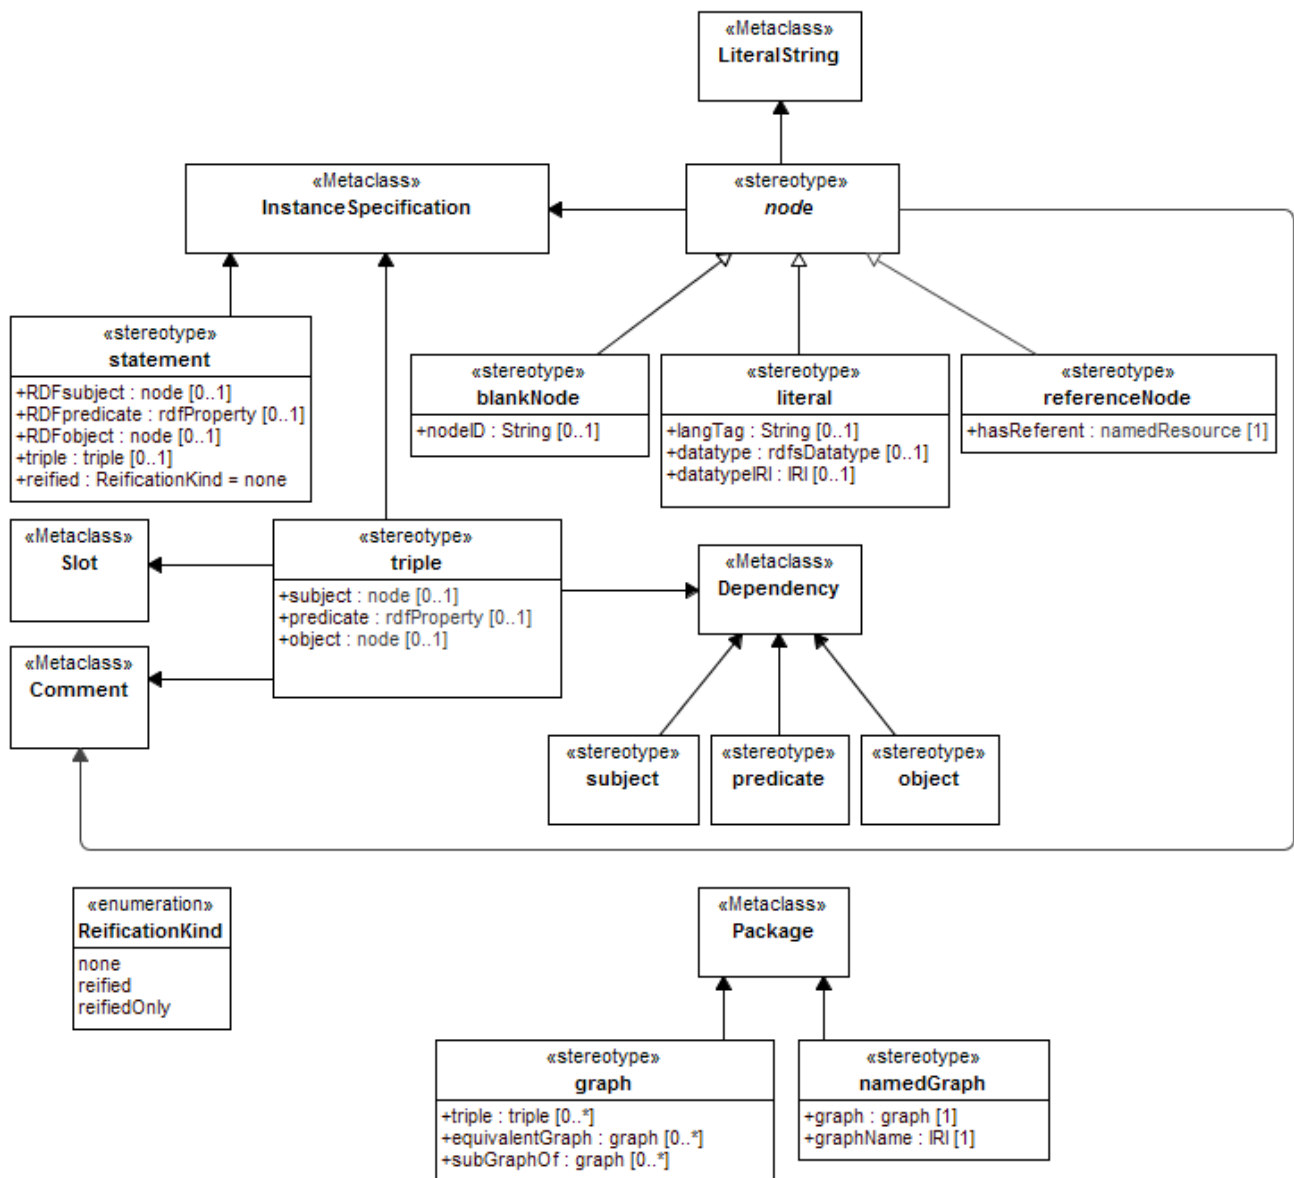 «Metaclass»
LiteralString
«Metaclass»
InstanceSpecification
«stereotype»
node
«stereotype»
statement
+RDFsubject : node [0..1]
+RDFpredicate : rdfProperty [0..1]
+RDFobject : node [0..1]
+triple : triple [0..1]
+reified : ReificationKind = none
«stereotype»
blankNode
+nodeID : String [0..1]
«stereotype»
literal
+langTag : String [0..1]
+datatype : rdfsDatatype [0..1]
+datatypeIRI : IRI [0..1]
«stereotype»
referenceNode
+hasReferent : namedResource [1]
«Metaclass»
Slot
«stereotype»
triple
+subject : node [0..1]
+predicate : rdfProperty [0..1]
+object : node [0..1]
«Metaclass»
Dependency
«Metaclass»
Comment
«stereotype»
subject
«stereotype»
predicate
«stereotype»
object
«enumeration»
ReificationKind
none
reified
reifiedOnly
«Metaclass»
Package
«stereotype»
graph
+triple : triple [0..*]
+equivalentGraph : graph [0..*]
+subGraphOf : graph [0..*]
«stereotype»
namedGraph
+graph : graph [1]
+graphName : IRI [1]